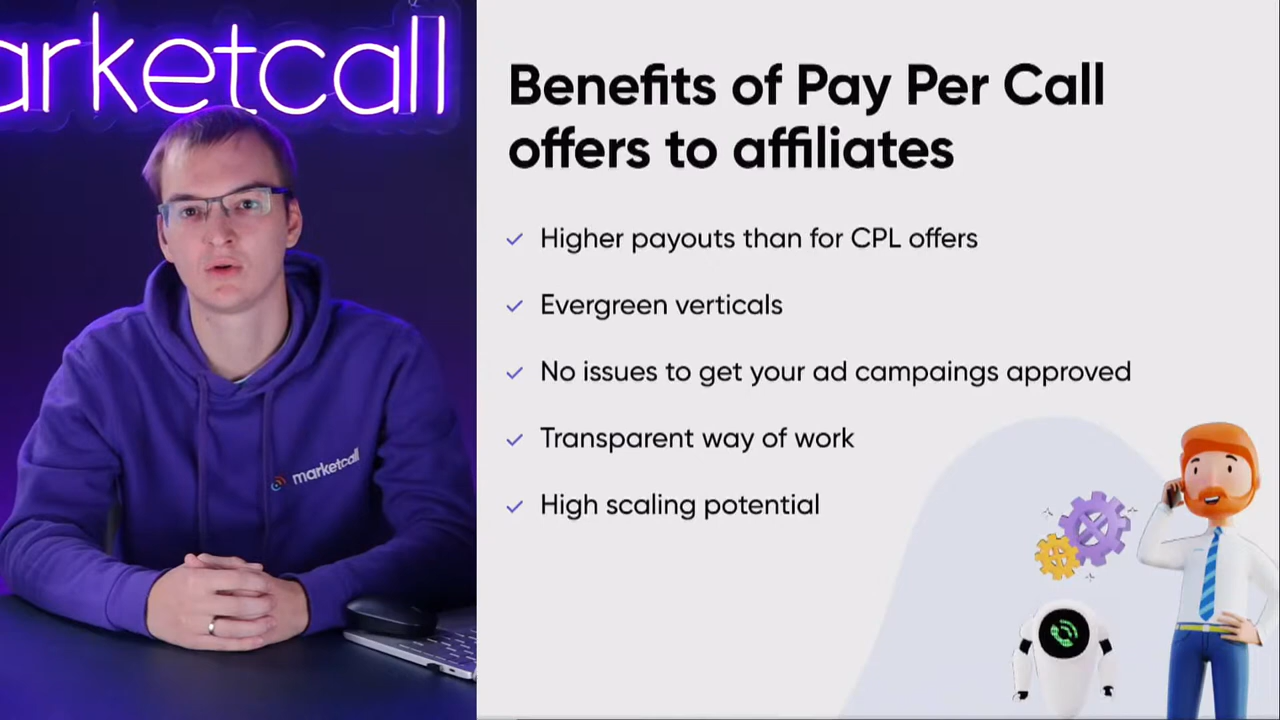 arketcall
marketcall
Benefits of Pay Per Call
offers to affiliates
Higher payouts than for CPL offers
Evergreen verticals
No issues to get your ad campaings approved
Transparent way of work
High scaling potential